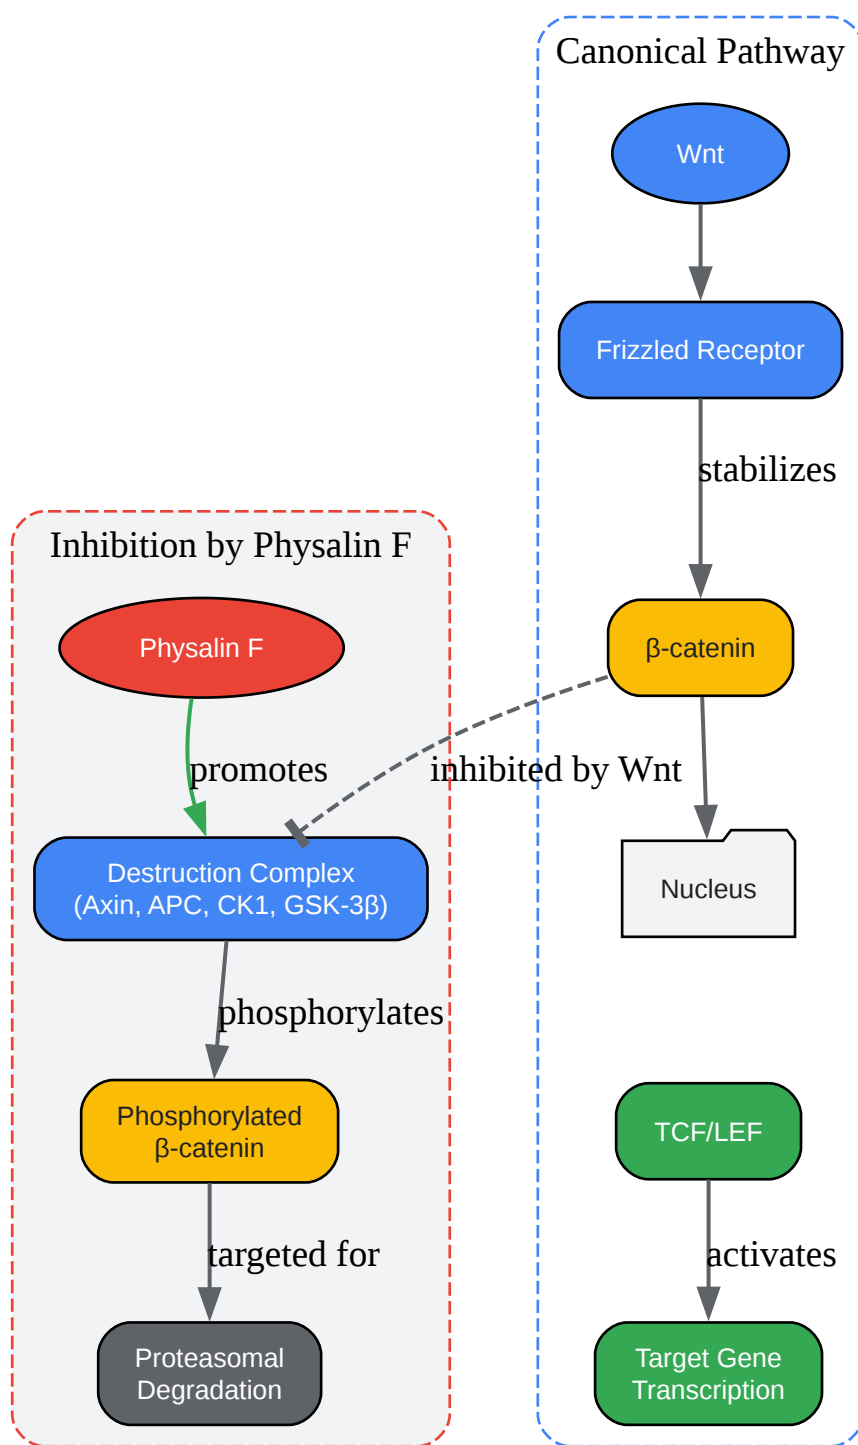 Canonical Pathway
Wnt
Frizzled Receptor
stabilizes
Inhibition by Physalin F
Physalin F
β-catenin
promotes
inhibited by Wnt
Destruction Complex
(Axin, APC, CK1, GSK-3β)
Nucleus
phosphorylates
Phosphorylated
β-catenin
TCF/LEF
targeted for
activates
Proteasomal
Degradation
Target Gene
Transcription